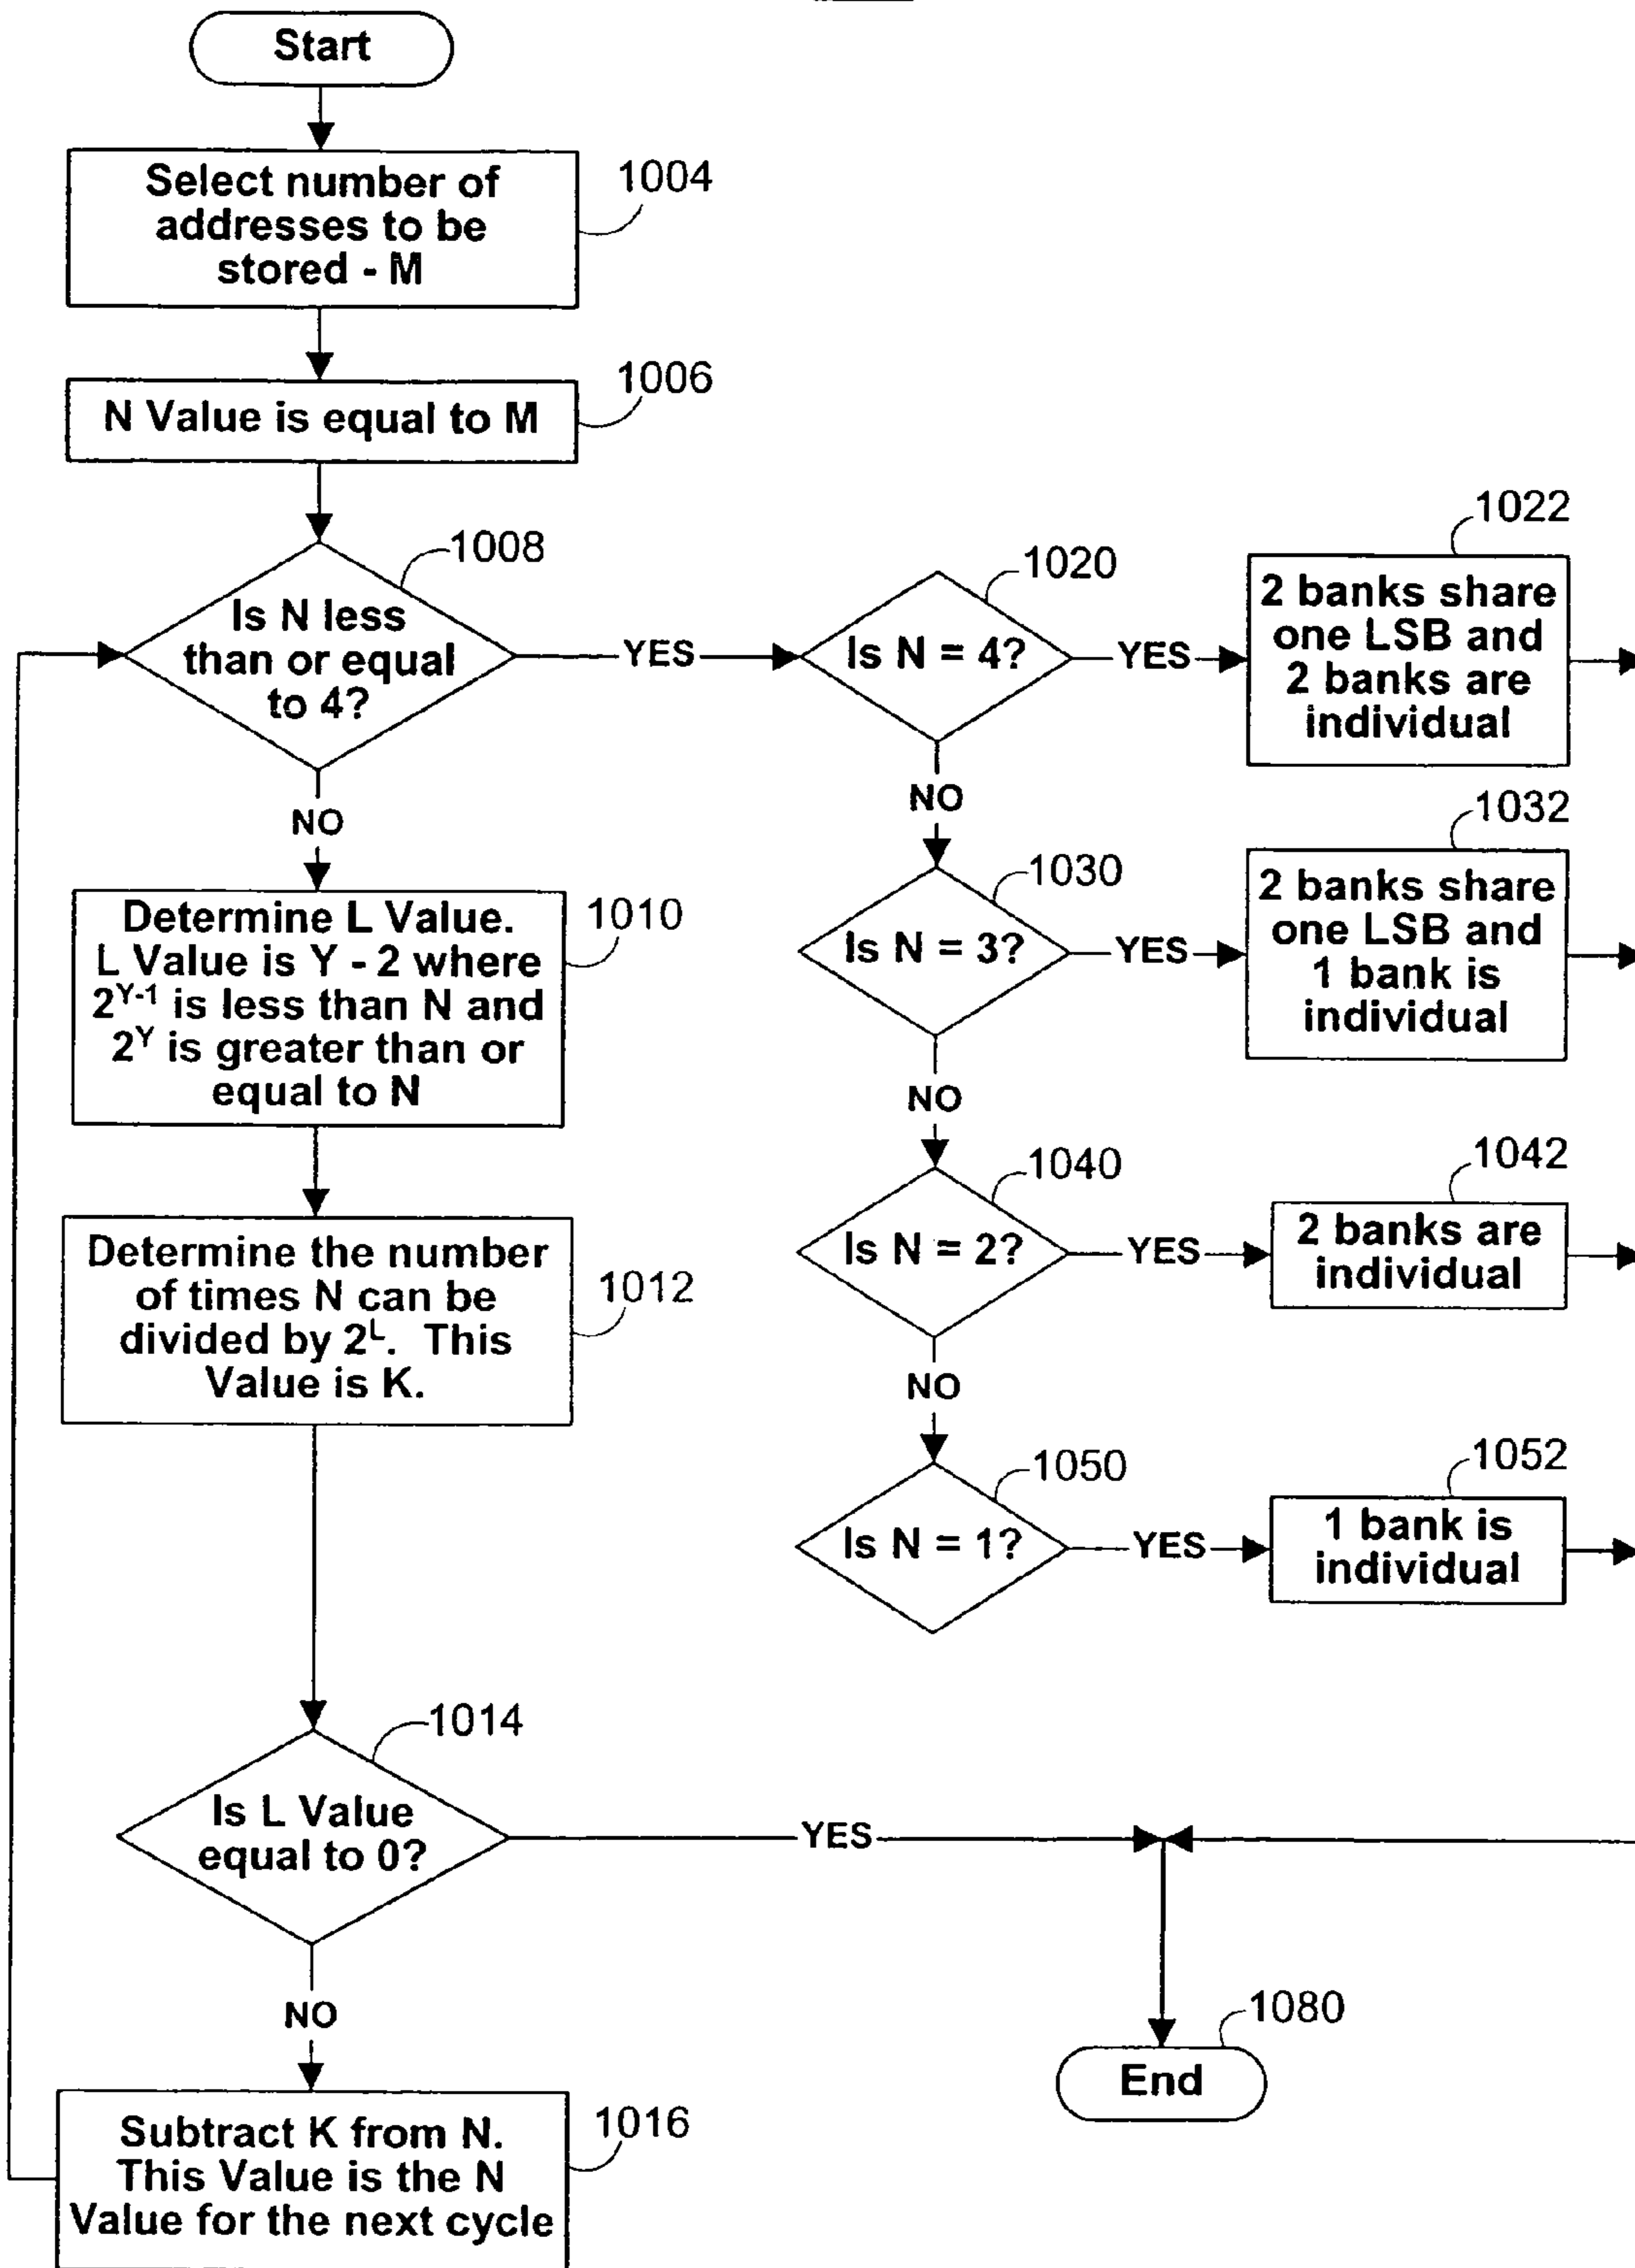 Start
Select number of
addresses to be
stored - M
1004
N Value is equal to M
1006
Is N less
than or equal
to 4?
1008
YES
NO
Determine L Value.
L Value is Y - 2 where
2^Y-1 is less than N and
2^Y is greater than or
equal to N
1010
Determine the number
of times N can be
divided by 2^L. This
Value is K.
1012
Is L Value
equal to 0?
1014
YES
NO
Subtract K from N.
This Value is the N
Value for the next cycle
1016
Is N = 4?
1020
YES
NO
2 banks share
one LSB and
2 banks are
individual
1022
Is N = 3?
1030
YES
NO
2 banks share
one LSB and
1 bank is
individual
1032
Is N = 2?
1040
YES
NO
2 banks are
individual
1042
Is N = 1?
1050
YES
1 bank is
individual
1052
End
1080